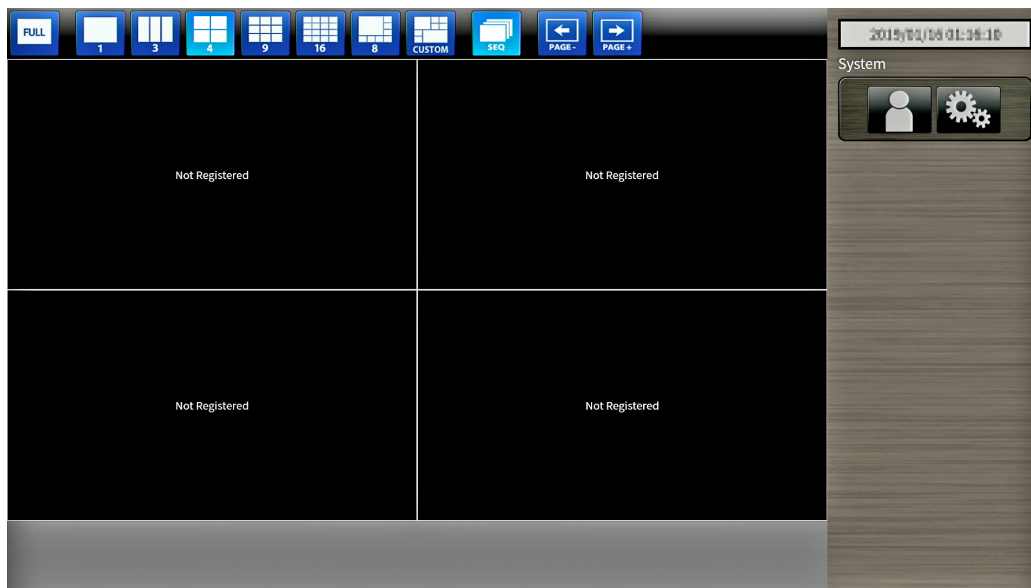 FULL
1
3
4
9
16
8
CUSTOM
SEQ
PAGE -
PAGE +
System
Not Registered
Not Registered
Not Registered
Not Registered